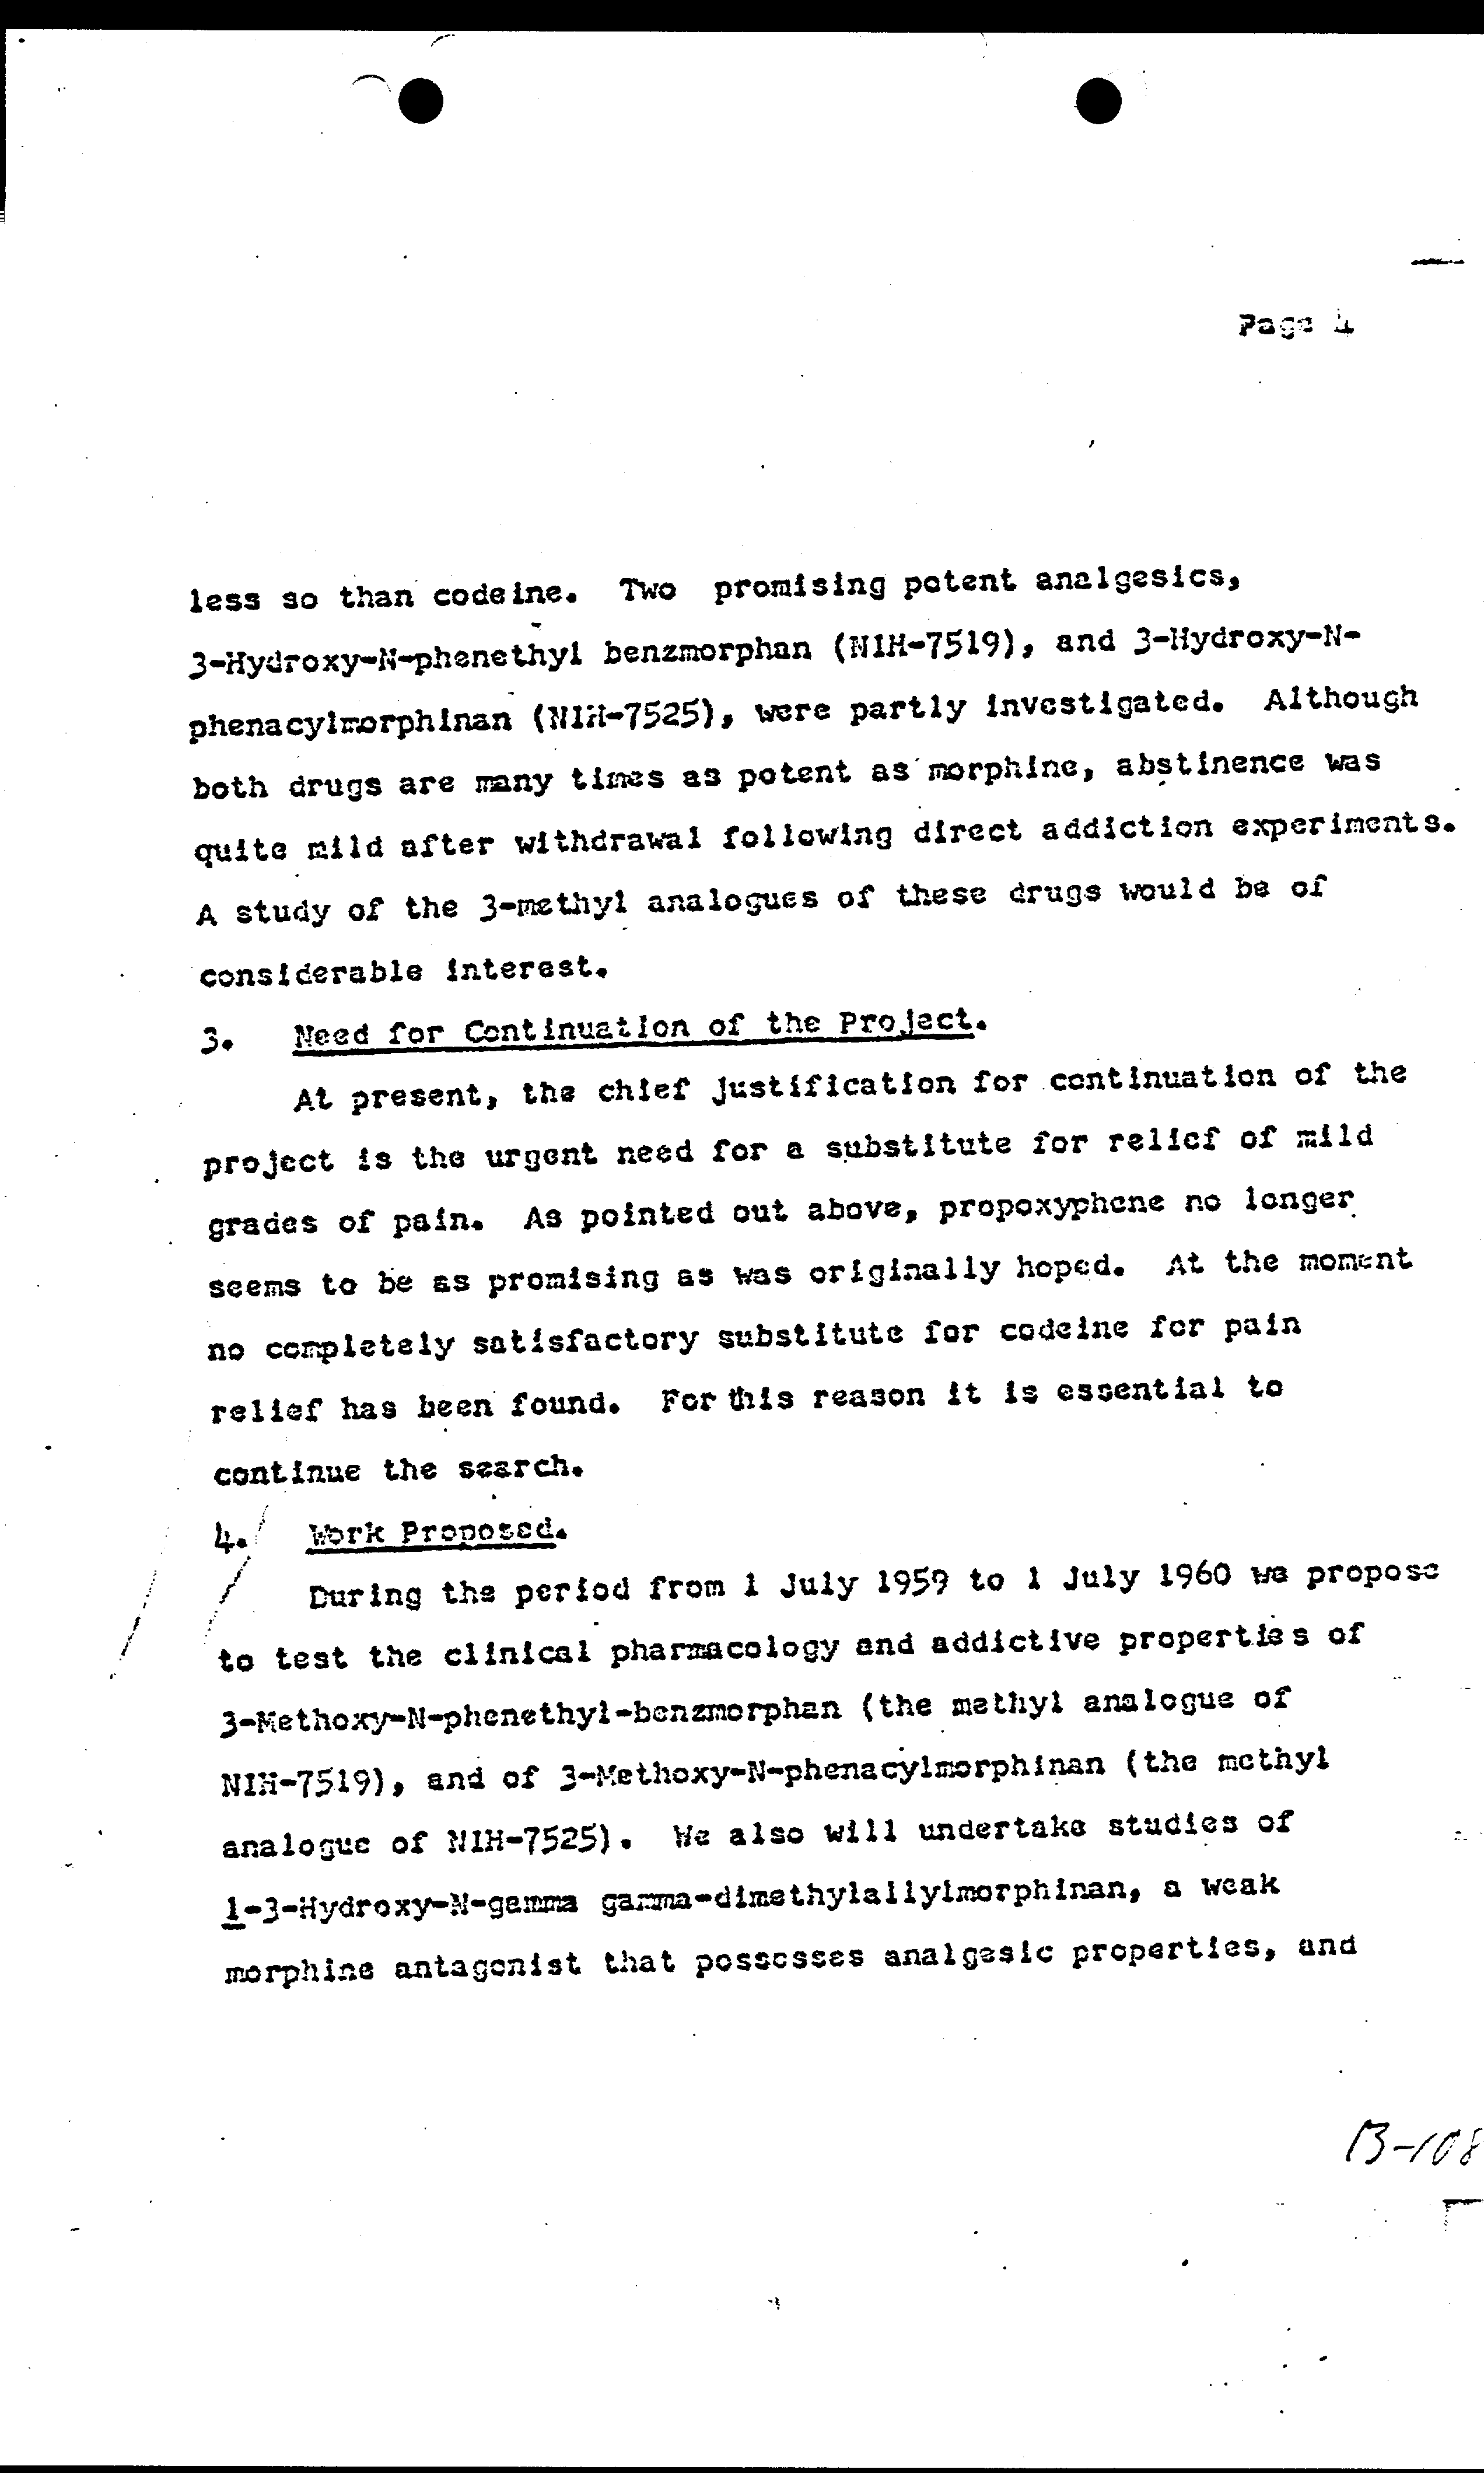 Page 4
less so than codeine. Two promising potent analgesics,
3-Hydroxy-N-phenethyl benzmorphan (NIH-7519), and 3-Hydroxy-N-
phenacylmorphinan (NIH-7525), were partly investigated. Although
both drugs are many times as potent as morphine, abstinence was
quite mild after withdrawal following direct addiction experiments.
A study of the 3-methyl analogues of these drugs would be of
considerable interest.
3. Need for Continuation of the Project.
At present, the chief justification for continuation of the
project is the urgent need for a substitute for relief of mild
grades of pain. As pointed out above, propoxyphene no longer
seems to be as promising as was originally hoped. At the moment
no completely satisfactory substitute for codeine for pain
relief has been found. For this reason it is essential to
continue the search.
4. Work Proposed.
During the period from 1 July 1959 to 1 July 1960 we propose
to test the clinical pharmacology and addictive properties of
3-Methoxy-N-phenethyl-benzmorphan (the methyl analogue of
NIH-7519), and of 3-Methoxy-N-phenacylmorphinan (the methyl
analogue of NIH-7525). We also will undertake studies of
l-3-Hydroxy-N-gamma gamma-dimethylallylmorphinan, a weak
morphine antagonist that possesses analgesic properties, and
B-108